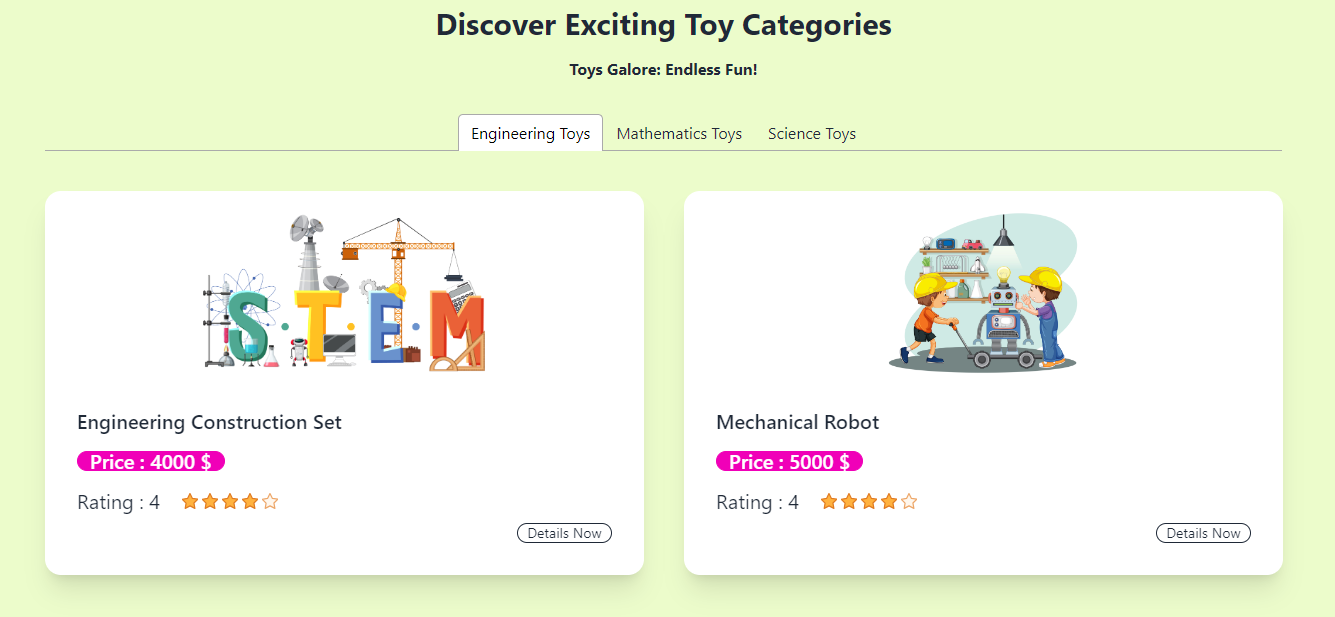 Discover Exciting Toy Categories
Toys Galore: Endless Fun!
Engineering Toys Mathematics Toys Science Toys
S·T·E·M
Engineering Construction Set
Price : 4000 $
Rating : 4
Details Now
Mechanical Robot
Price : 5000 $
Rating : 4
Details Now